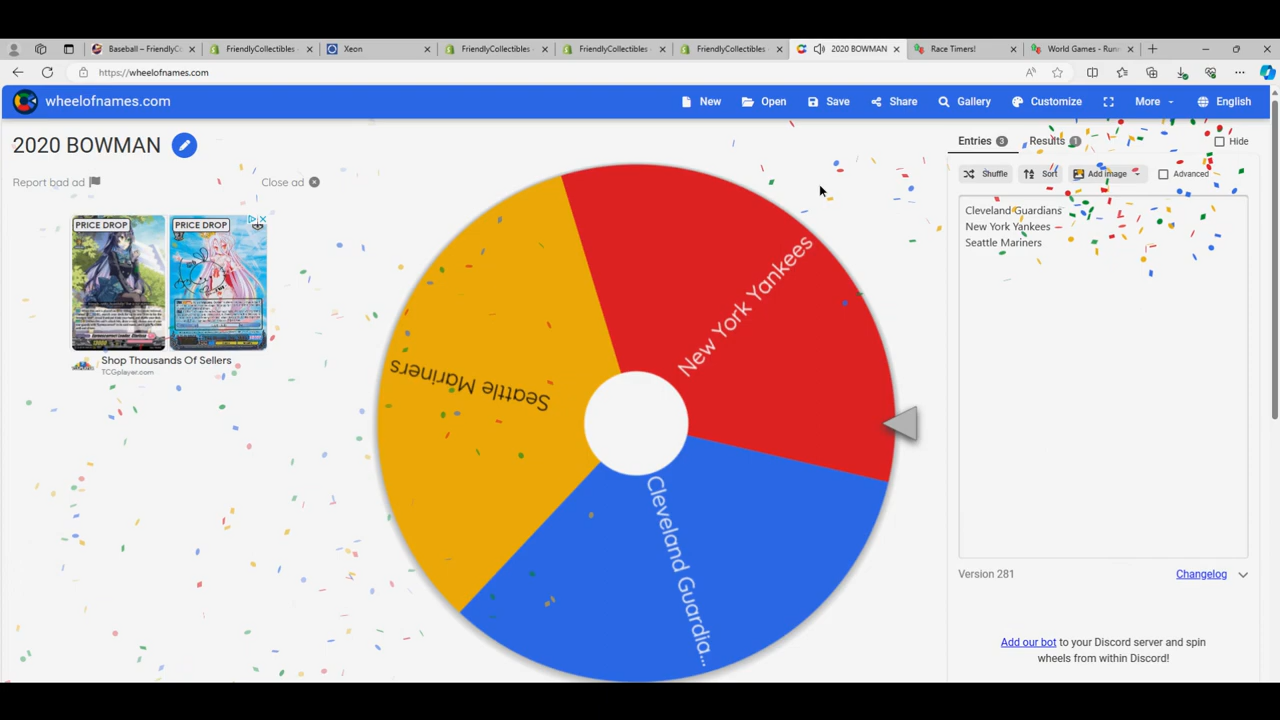 Baseball – FriendlyC
FriendlyCollectibles -
Xeon
FriendlyCollectibles -
FriendlyCollectibles -
FriendlyCollectibles
2020 BOWMAN
Race Timers!
World Games - Runn
https://wheelofnames.com
wheelofnames.com
New
Open
Save
Share
Gallery
Customize
More
English
2020 BOWMAN
Entries 3
Results 1
Hide
Report bad ad
Close ad
Shuffle
Sort
Add image
Advanced
Cleveland Guardians
New York Yankees
Seattle Mariners
PRICE DROP
PRICE DROP
Shop Thousands Of Sellers
TCGplayer.com
New York Yankees
Seattle Mariners
Cleveland Guardia...
Version 281
Changelog
Add our bot to your Discord server and spin
wheels from within Discord!